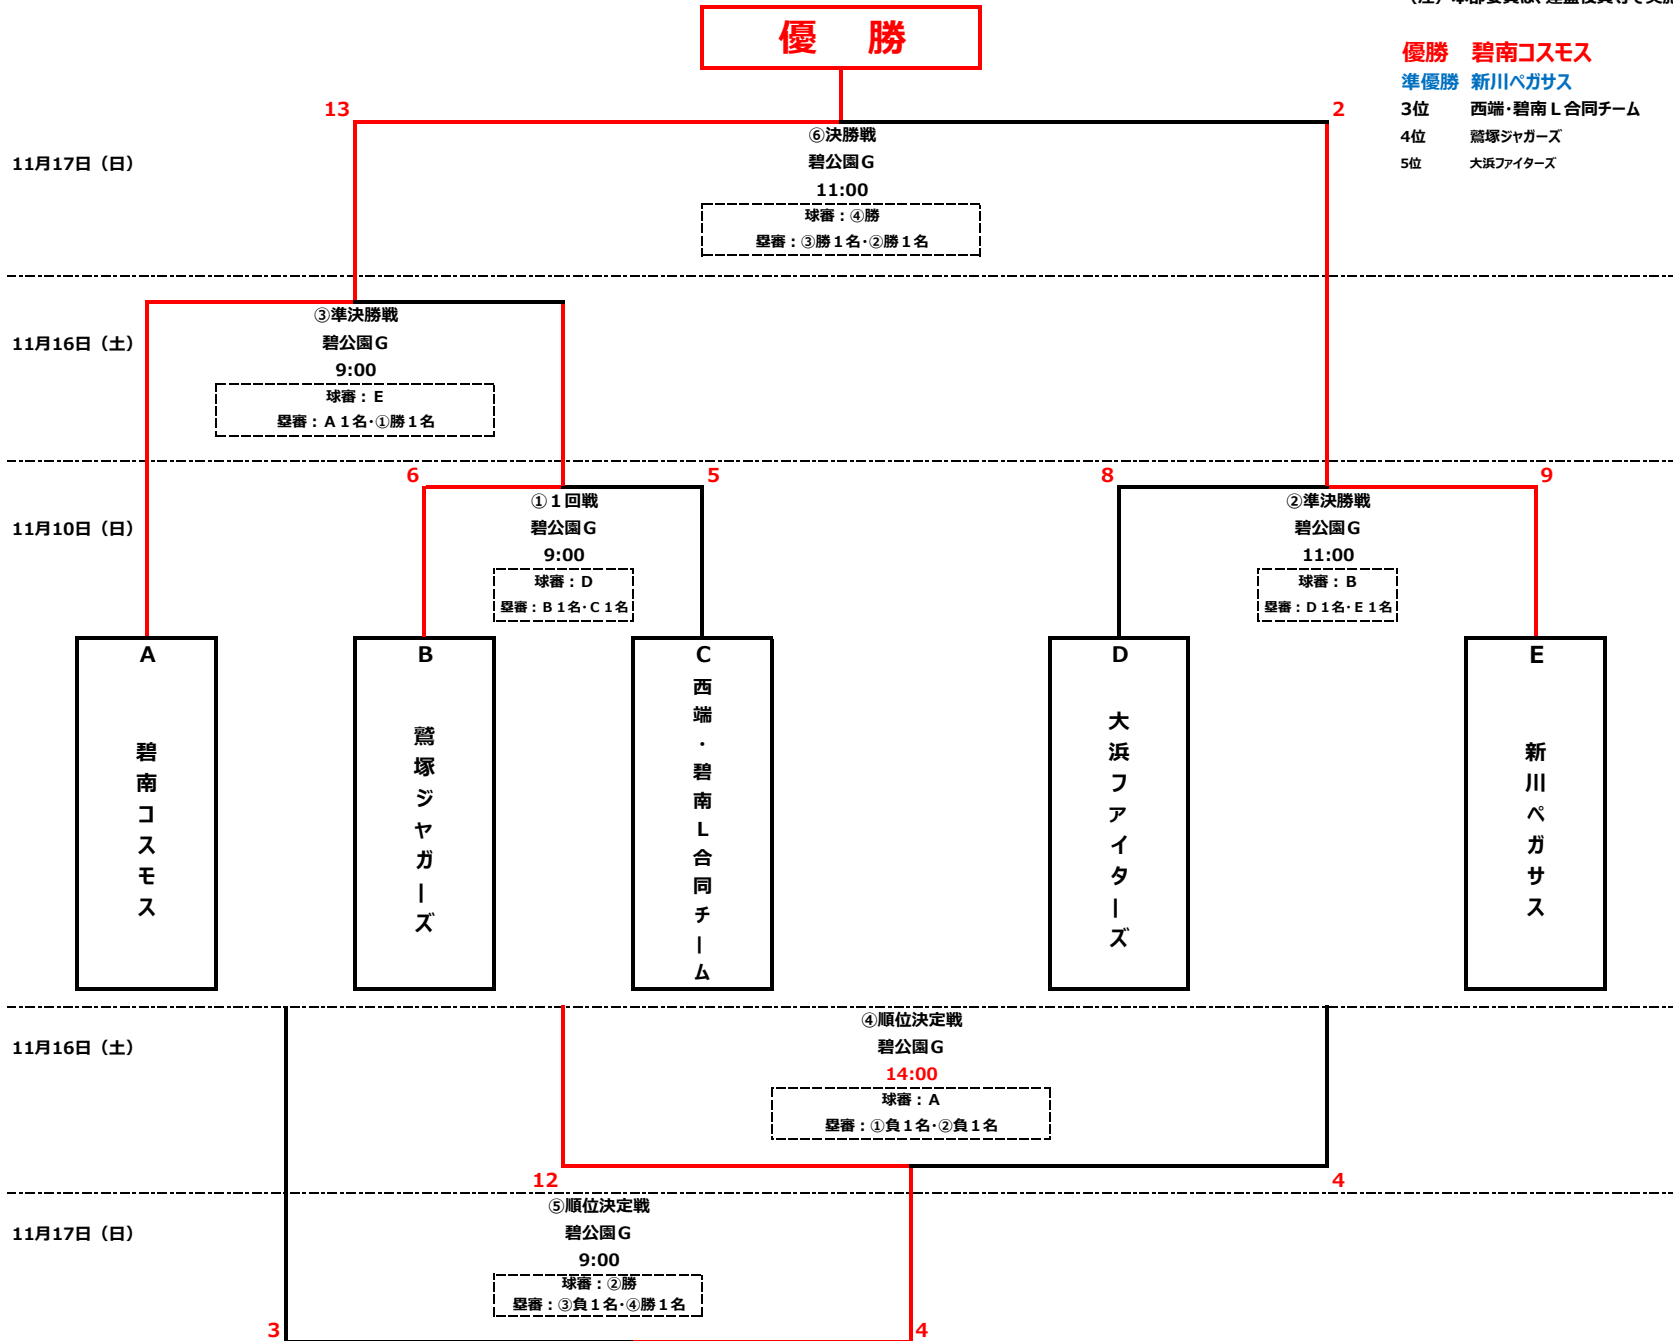 優　勝
優勝　碧南コスモス
準優勝　新川ペガサス
3位　西端・碧南Ｌ合同チーム
4位　鷲塚ジャガーズ
5位　大浜ファイターズ
13
2
11月17日（日）
⑥決勝戦
碧公園Ｇ
11:00
球審：④勝
塁審：③勝１名・②勝１名
11月16日（土）
③準決勝戦
碧公園Ｇ
9:00
球審：Ｅ
塁審：Ａ１名・①勝１名
6
5
8
9
11月10日（日）
①１回戦
碧公園Ｇ
9:00
球審：Ｄ
塁審：Ｂ１名・Ｃ１名
②準決勝戦
碧公園Ｇ
11:00
球審：Ｂ
塁審：Ｄ１名・Ｅ１名
A
碧南コスモス
B
鷲塚ジャガーズ
C
西端・碧南Ｌ合同チーム
D
大浜ファイターズ
E
新川ペガサス
11月16日（土）
④順位決定戦
碧公園Ｇ
14:00
球審：Ａ
塁審：①負１名・②負１名
12
4
11月17日（日）
⑤順位決定戦
碧公園Ｇ
9:00
球審：②勝
塁審：③負１名・④勝１名
3
4